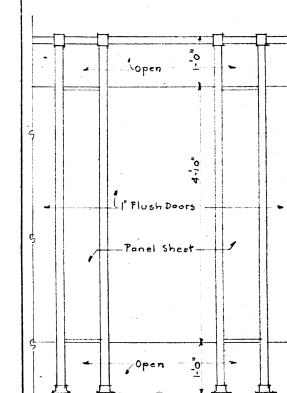 Open
1'-0"
4'-10"
1" Flush Doors
Panel Sheet
Open
1'-0"